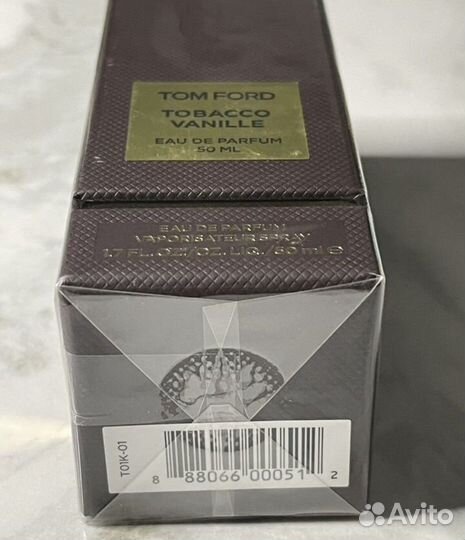 TOM FORD
TOBACCO
VANILLE
EAU DE PARFUM
50 ML
EAU DE PARFUM
VAPORISATEUR SPRAY
1.7 FL.OZ./OZ. LIQ./50 ml ℮
T01K-01
8 88066 00051 2
Avito